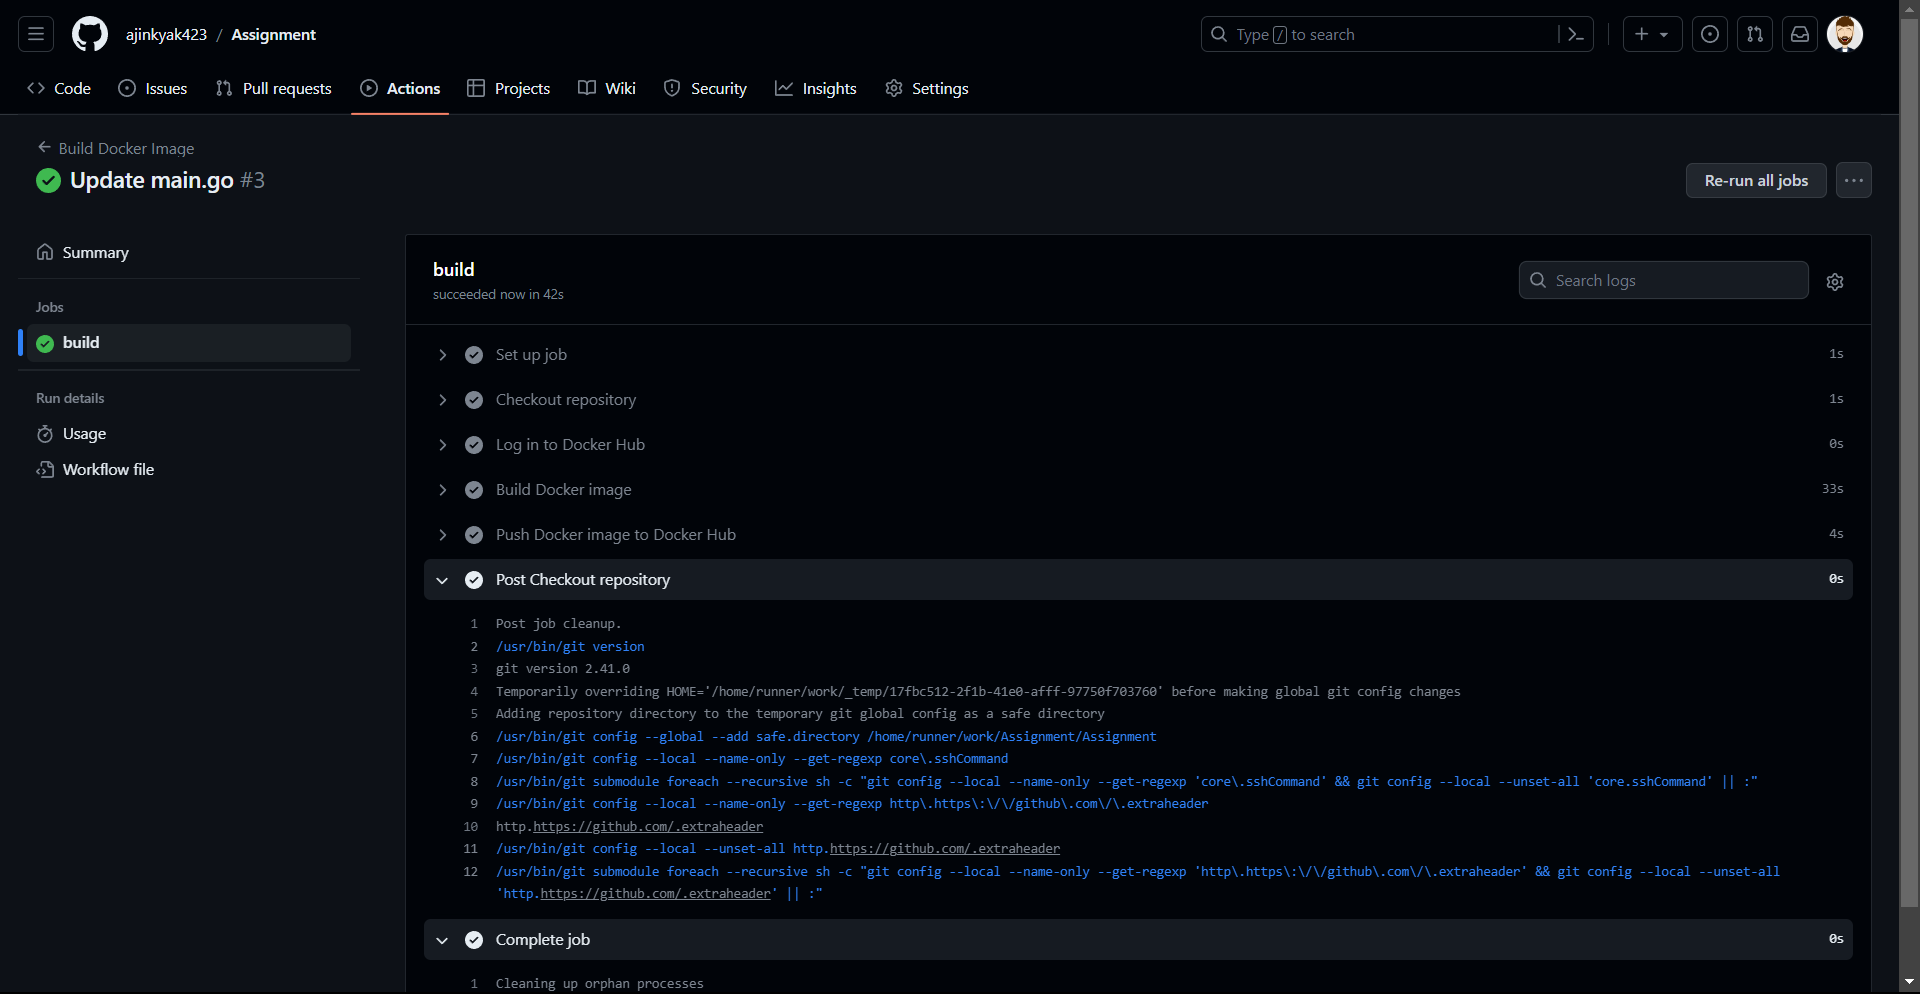 ajinkyak423 / Assignment
Type / to search
Code Issues Pull requests Actions Projects Wiki Security Insights Settings
Build Docker Image
Update main.go #3
Re-run all jobs
Summary
Jobs
build
Run details
Usage
Workflow file
build
succeeded now in 42s
Search logs
Set up job 1s
Checkout repository 1s
Log in to Docker Hub 0s
Build Docker image 33s
Push Docker image to Docker Hub 4s
Post Checkout repository 0s
1 Post job cleanup.
2 /usr/bin/git version
3 git version 2.41.0
4 Temporarily overriding HOME='/home/runner/work/_temp/17fbc512-2f1b-41e0-afff-97750f703760' before making global git config changes
5 Adding repository directory to the temporary git global config as a safe directory
6 /usr/bin/git config --global --add safe.directory /home/runner/work/Assignment/Assignment
7 /usr/bin/git config --local --name-only --get-regexp core\.sshCommand
8 /usr/bin/git submodule foreach --recursive sh -c "git config --local --name-only --get-regexp 'core\.sshCommand' && git config --local --unset-all 'core.sshCommand' || :"
9 /usr/bin/git config --local --name-only --get-regexp http\.https\:\/\/github\.com\/\.extraheader
10 http.https://github.com/.extraheader
11 /usr/bin/git config --local --unset-all http.https://github.com/.extraheader
12 /usr/bin/git submodule foreach --recursive sh -c "git config --local --name-only --get-regexp 'http\.https\:\/\/github\.com\/\.extraheader' && git config --local --unset-all
'http.https://github.com/.extraheader' || :"
Complete job 0s
1 Cleaning up orphan processes